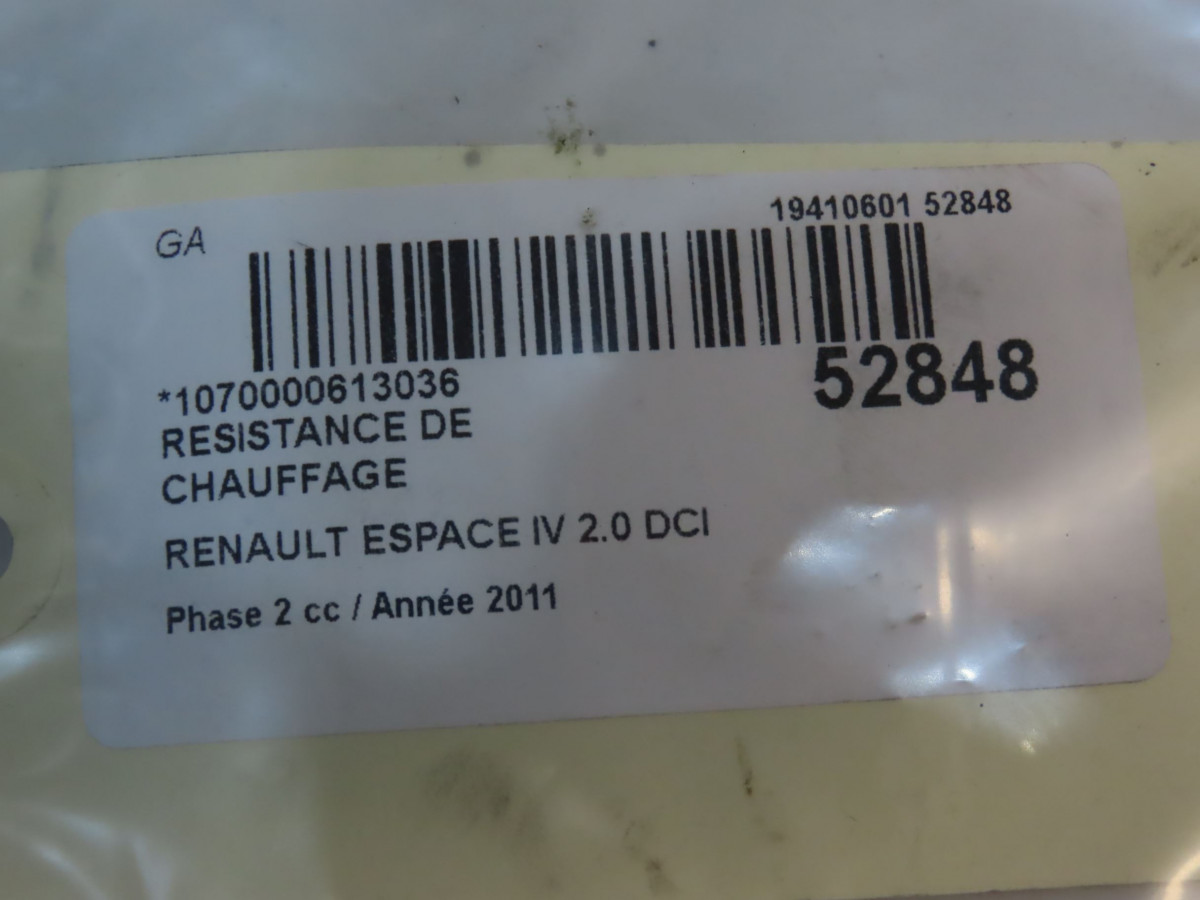 GA
19410601 52848
*1070000613036
52848
RESISTANCE DE
CHAUFFAGE
RENAULT ESPACE IV 2.0 DCI
Phase 2 cc / Année 2011